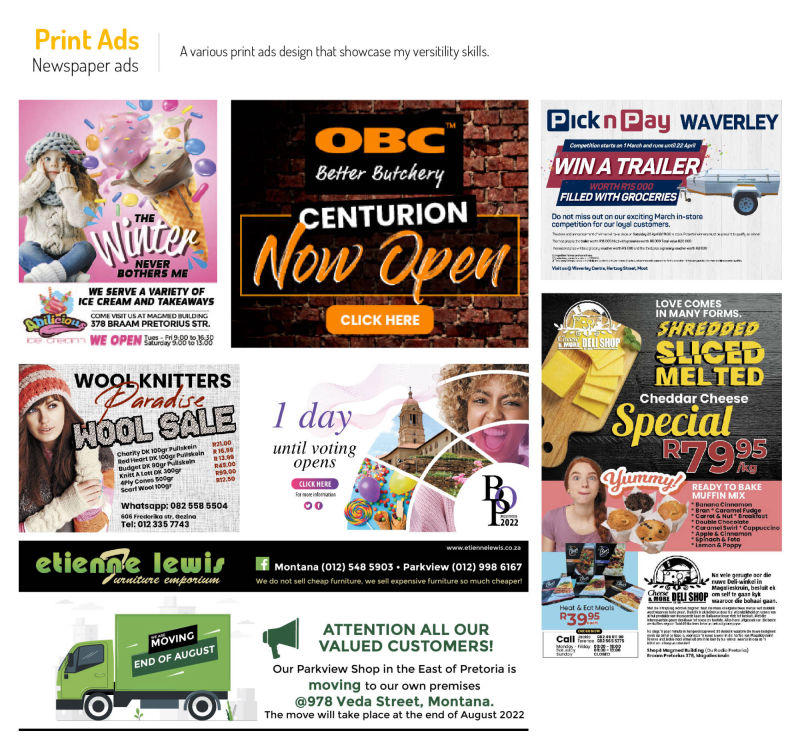 Print Ads
Newspaper ads
A various print ads design that showcase my versitility skills.
THE
Winter
NEVER
BOTHERS ME
WE SERVE A VARIETY OF
ICE CREAM AND TAKEAWAYS
COME VISIT US AT MAGMED BUILDING
378 BRAAM PRETORIUS STR.
Abilicious
ice cream
WE OPEN
Tues - Fri 9:00 to 16:30
Saturday 9:00 to 13:00
OBC™
Better Butchery
CENTURION
Now Open
CLICK HERE
Pick n Pay WAVERLEY
Competition starts on 1 March and runs until 22 April
WIN A TRAILER
WORTH R15 000
FILLED WITH GROCERIES
Do not miss out on our exciting March in-store
competition for our loyal customers.
Visit us @ Waverley Centre, Hertzog Street, Moot
Cheese
& MORE DELI SHOP
LOVE COMES
IN MANY FORMS.
SHREDDED
SLICED
MELTED
Cheddar Cheese
Special
R79.95
/kg
Yummy!
READY TO BAKE
MUFFIN MIX
* Banana Cinnamon
* Bran * Caramel Fudge
* Carrot & Nut * Breakfast
* Double Chocolate
* Caramel Swirl * Cappuccino
* Apple & Cinnamon
* Spinach & Feta
* Lemon & Poppy
Heat & Eat Meals
R39.95
Call
Monday - Friday
Saturday
Sunday
CLOSED
Cheese
& MORE DELI SHOP
Na vele gerugte oor die
nuwe Deli-winkel in
Magalieskruin, besluit ek
om self te gaan kyk
waaroor die bohaai gaan.
Shop6 Magmed Building (Ou Radio Pretoria)
Braam Pretorius 378, Magalieskruin
WOOL KNITTERS
Paradise
WOOL SALE
Charity DK 100gr Pullskein R21.00
Red Heart DK 100gr Pullskein R 16,99
Budget DK 80gr Pullskein R 13.99
Knitt A Lott DK 300gr R49,00
4Ply Cones 500gr R99,00
Scarf Wool 100gr R12.50
Whatsapp: 082 558 5504
606 Frederika str, Gezina
Tel: 012 335 7743
1 day
until voting
opens
CLICK HERE
For more information
BOP
2022
www.etiennelewis.co.za
etienne lewis
furniture emporium
Montana (012) 548 5903 • Parkview (012) 998 6167
We do not sell cheap furniture, we sell expensive furniture so much cheaper!
WE ARE
MOVING
END OF AUGUST
ATTENTION ALL OUR
VALUED CUSTOMERS!
Our Parkview Shop in the East of Pretoria is
moving to our own premises
@978 Veda Street, Montana.
The move will take place at the end of August 2022